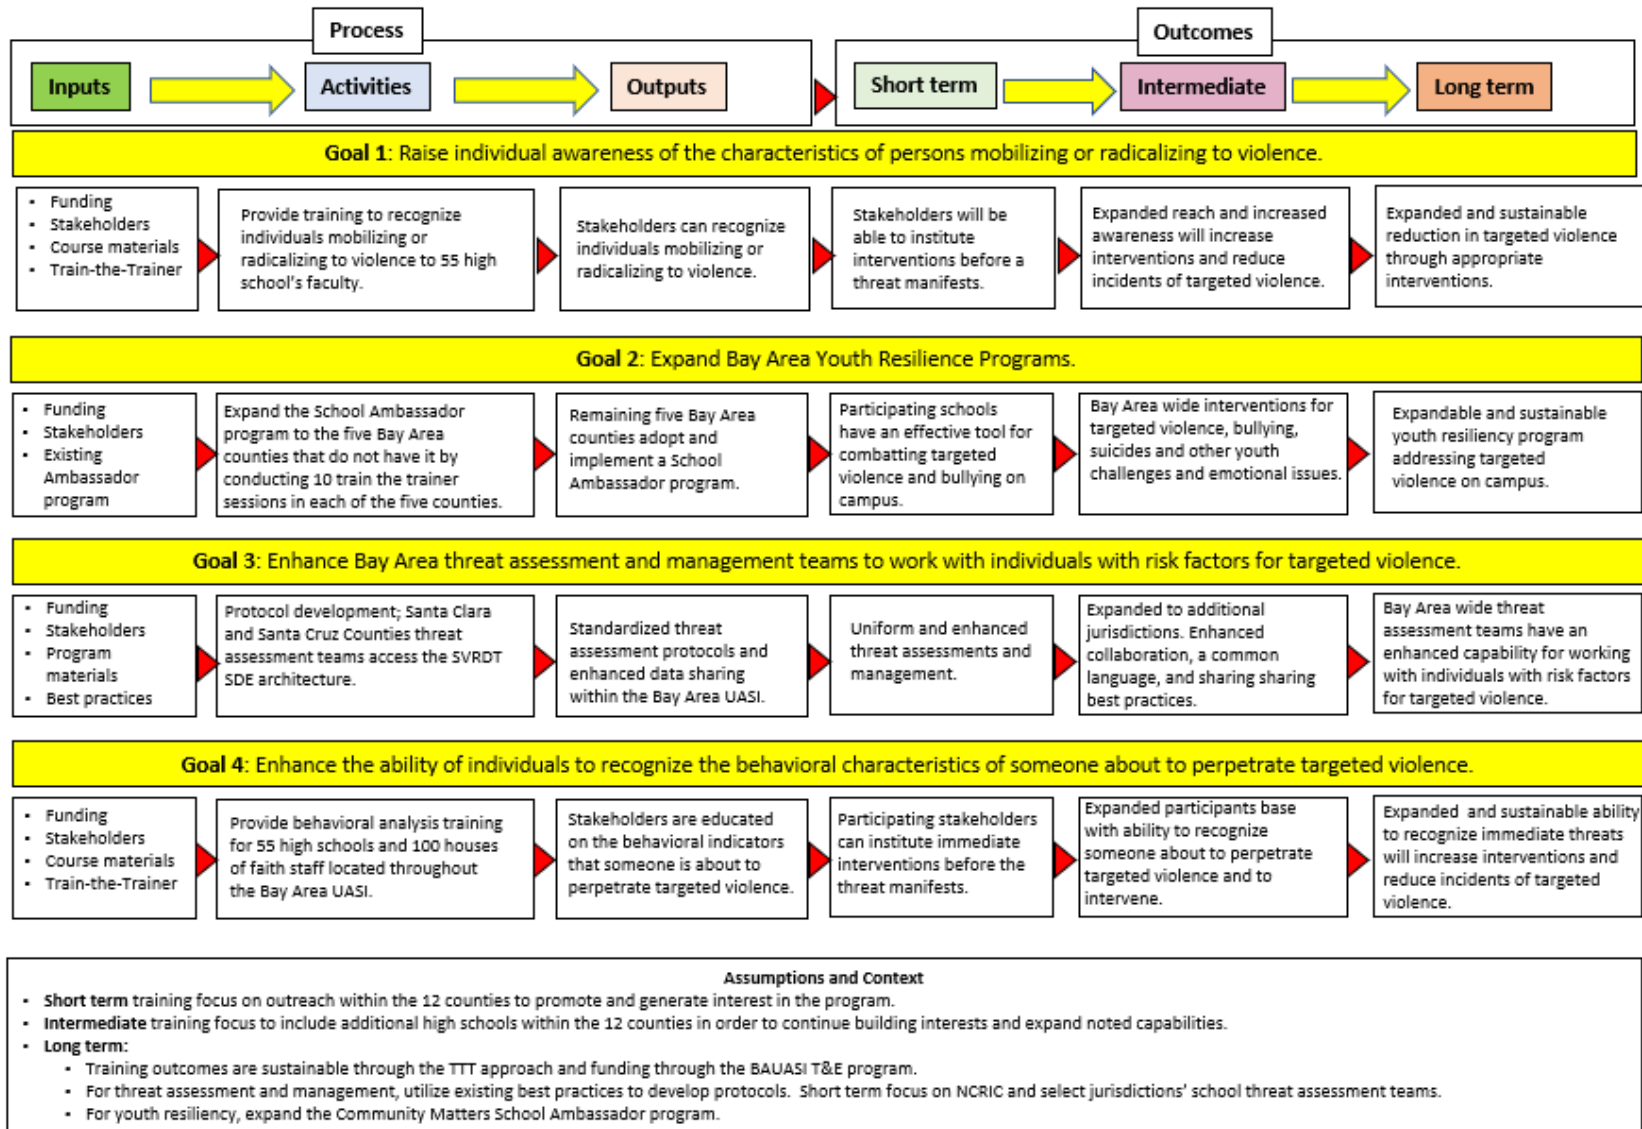 Process
Outcomes
Inputs
Activities
Outputs
Short term
Intermediate
Long term
Goal 1: Raise individual awareness of the characteristics of persons mobilizing or radicalizing to violence.
▪ Funding
▪ Stakeholders
▪ Course materials
▪ Train-the-Trainer
Provide training to recognize
individuals mobilizing or
radicalizing to violence to 55 high
school's faculty.
Stakeholders can recognize
individuals mobilizing or
radicalizing to violence.
Stakeholders will be
able to institute
interventions before a
threat manifests.
Expanded reach and increased
awareness will increase
interventions and reduce
incidents of targeted violence.
Expanded and sustainable
reduction in targeted violence
through appropriate
interventions.
Goal 2: Expand Bay Area Youth Resilience Programs.
▪ Funding
▪ Stakeholders
▪ Existing
Ambassador
program
Expand the School Ambassador
program to the five Bay Area
counties that do not have it by
conducting 10 train the trainer
sessions in each of the five counties.
Remaining five Bay Area
counties adopt and
implement a School
Ambassador program.
Participating schools
have an effective tool for
combatting targeted
violence and bullying on
campus.
Bay Area wide interventions for
targeted violence, bullying,
suicides and other youth
challenges and emotional issues.
Expandable and sustainable
youth resiliency program
addressing targeted
violence on campus.
Goal 3: Enhance Bay Area threat assessment and management teams to work with individuals with risk factors for targeted violence.
▪ Funding
▪ Stakeholders
▪ Program
materials
▪ Best practices
Protocol development; Santa Clara
and Santa Cruz Counties threat
assessment teams access the SVRDT
SDE architecture.
Standardized threat
assessment protocols and
enhanced data sharing
within the Bay Area UASI.
Uniform and enhanced
threat assessments and
management.
Expanded to additional
jurisdictions. Enhanced
collaboration, a common
language, and sharing sharing
best practices.
Bay Area wide threat
assessment teams have an
enhanced capability for working
with individuals with risk factors
for targeted violence.
Goal 4: Enhance the ability of individuals to recognize the behavioral characteristics of someone about to perpetrate targeted violence.
▪ Funding
▪ Stakeholders
▪ Course materials
▪ Train-the-Trainer
Provide behavioral analysis training
for 55 high schools and 100 houses
of faith staff located throughout
the Bay Area UASI.
Stakeholders are educated
on the behavioral indicators
that someone is about to
perpetrate targeted violence.
Participating stakeholders
can institute immediate
interventions before the
threat manifests.
Expanded participants base
with ability to recognize
someone about to perpetrate
targeted violence and to
intervene.
Expanded and sustainable ability
to recognize immediate threats
will increase interventions and
reduce incidents of targeted
violence.
Assumptions and Context
▪ Short term training focus on outreach within the 12 counties to promote and generate interest in the program.
▪ Intermediate training focus to include additional high schools within the 12 counties in order to continue building interests and expand noted capabilities.
▪ Long term:
▪ Training outcomes are sustainable through the TTT approach and funding through the BAUASI T&E program.
▪ For threat assessment and management, utilize existing best practices to develop protocols. Short term focus on NCRIC and select jurisdictions' school threat assessment teams.
▪ For youth resiliency, expand the Community Matters School Ambassador program.